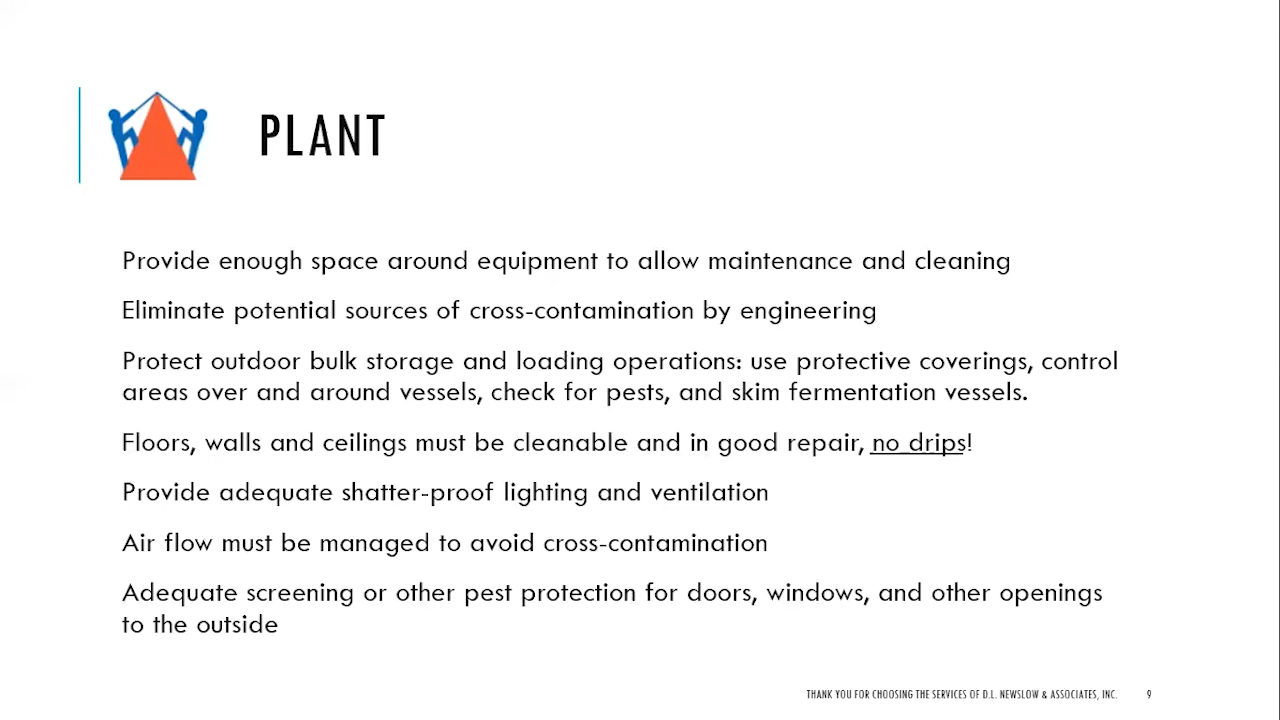 PLANT
Provide enough space around equipment to allow maintenance and cleaning
Eliminate potential sources of cross-contamination by engineering
Protect outdoor bulk storage and loading operations: use protective coverings, control
areas over and around vessels, check for pests, and skim fermentation vessels.
Floors, walls and ceilings must be cleanable and in good repair, no drips!
Provide adequate shatter-proof lighting and ventilation
Air flow must be managed to avoid cross-contamination
Adequate screening or other pest protection for doors, windows, and other openings
to the outside
THANK YOU FOR CHOOSING THE SERVICES OF D.L. NEWSLOW & ASSOCIATES, INC. 9